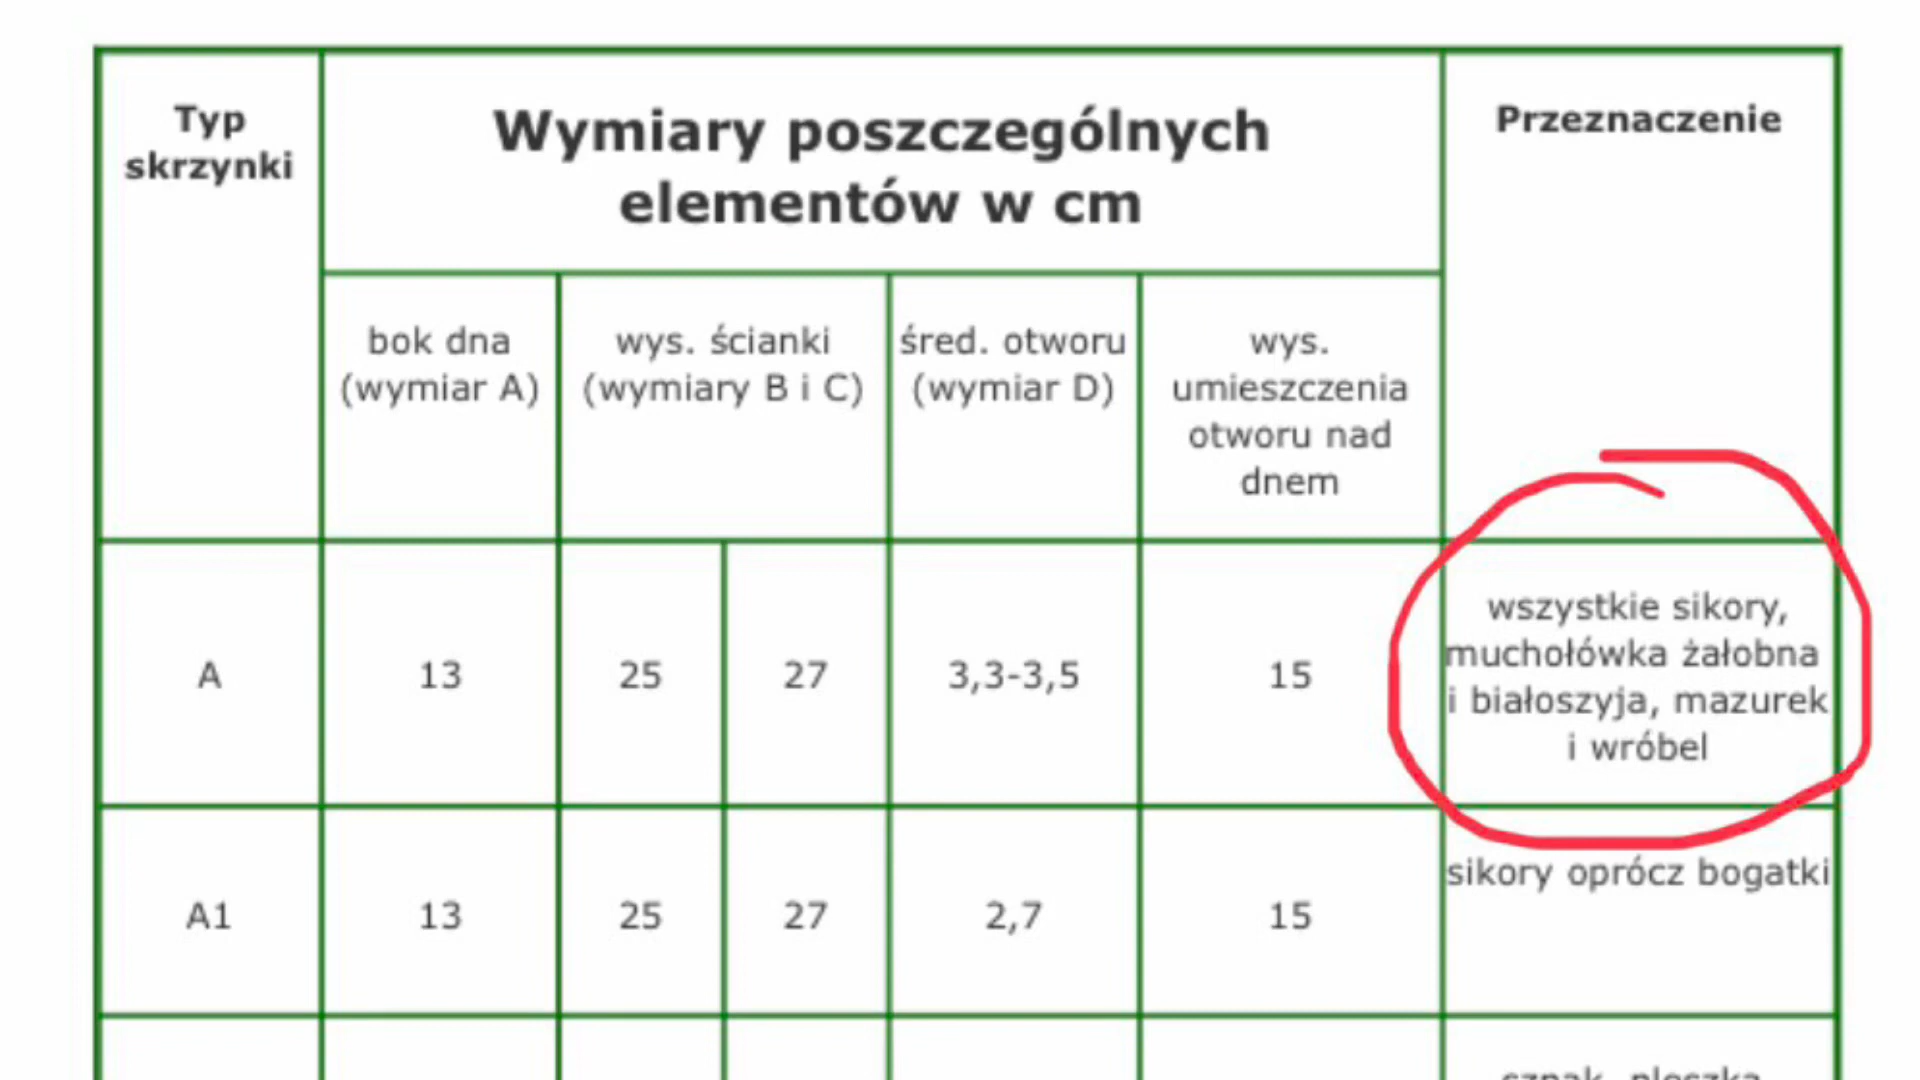 Typ
skrzynki
Wymiary poszczególnych
elementów w cm
Przeznaczenie
bok dna
(wymiar A)
wys. ścianki
(wymiary B i C)
śred. otworu
(wymiar D)
wys.
umieszczenia
otworu nad
dnem
A
13
25
27
3,3-3,5
15
wszystkie sikory,
muchołówka żałobna
i białoszyja, mazurek
i wróbel
A1
13
25
27
2,7
15
sikory oprócz bogatki